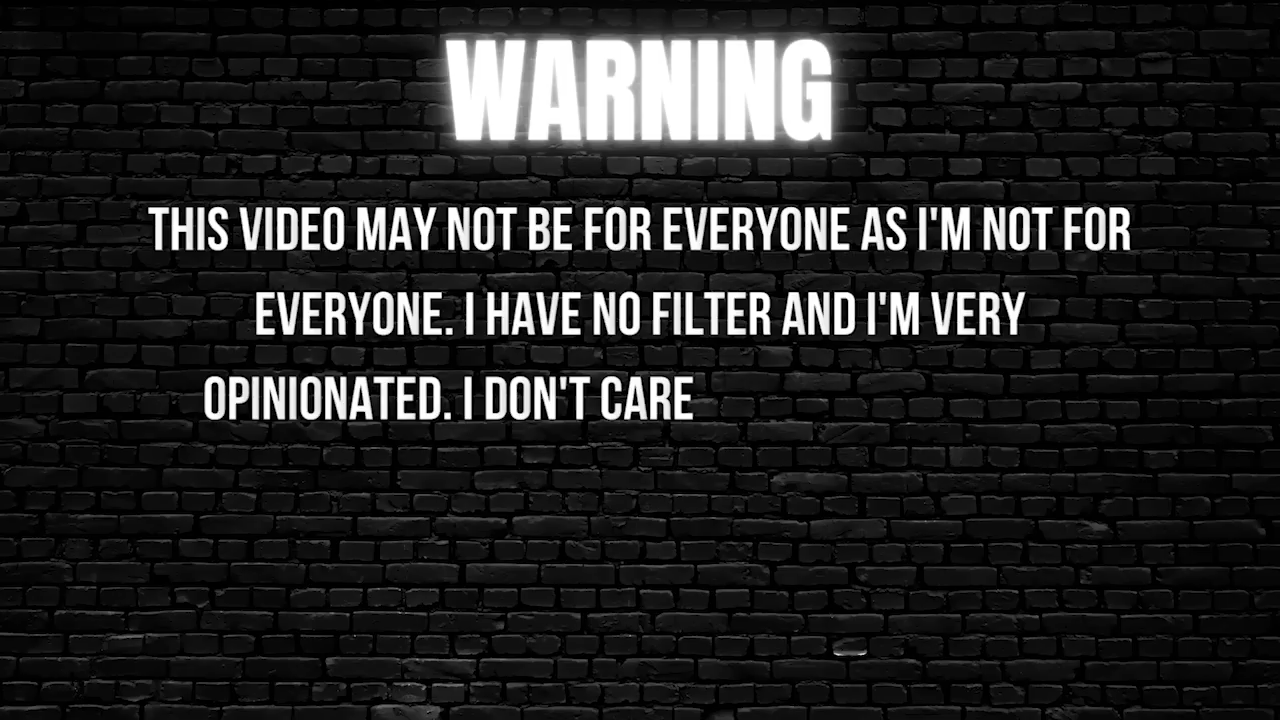 WARNING
THIS VIDEO MAY NOT BE FOR EVERYONE AS I'M NOT FOR
EVERYONE. I HAVE NO FILTER AND I'M VERY
OPINIONATED. I DON'T CARE